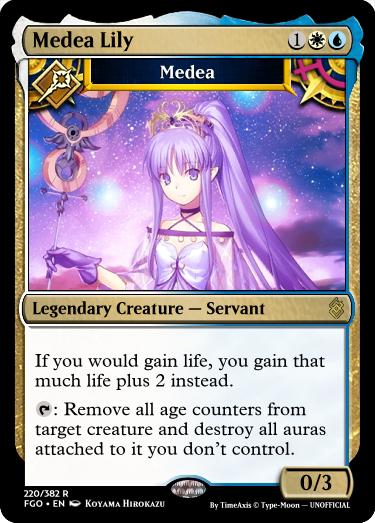 Medea Lily 1
Medea
Legendary Creature — Servant
If you would gain life, you gain that
much life plus 2 instead.
: Remove all age counters from
target creature and destroy all auras
attached to it you don't control.
0/3
220/382 R
FGO • EN Koyama Hirokazu
By TimeAxis © Type-Moon — UNOFFICIAL